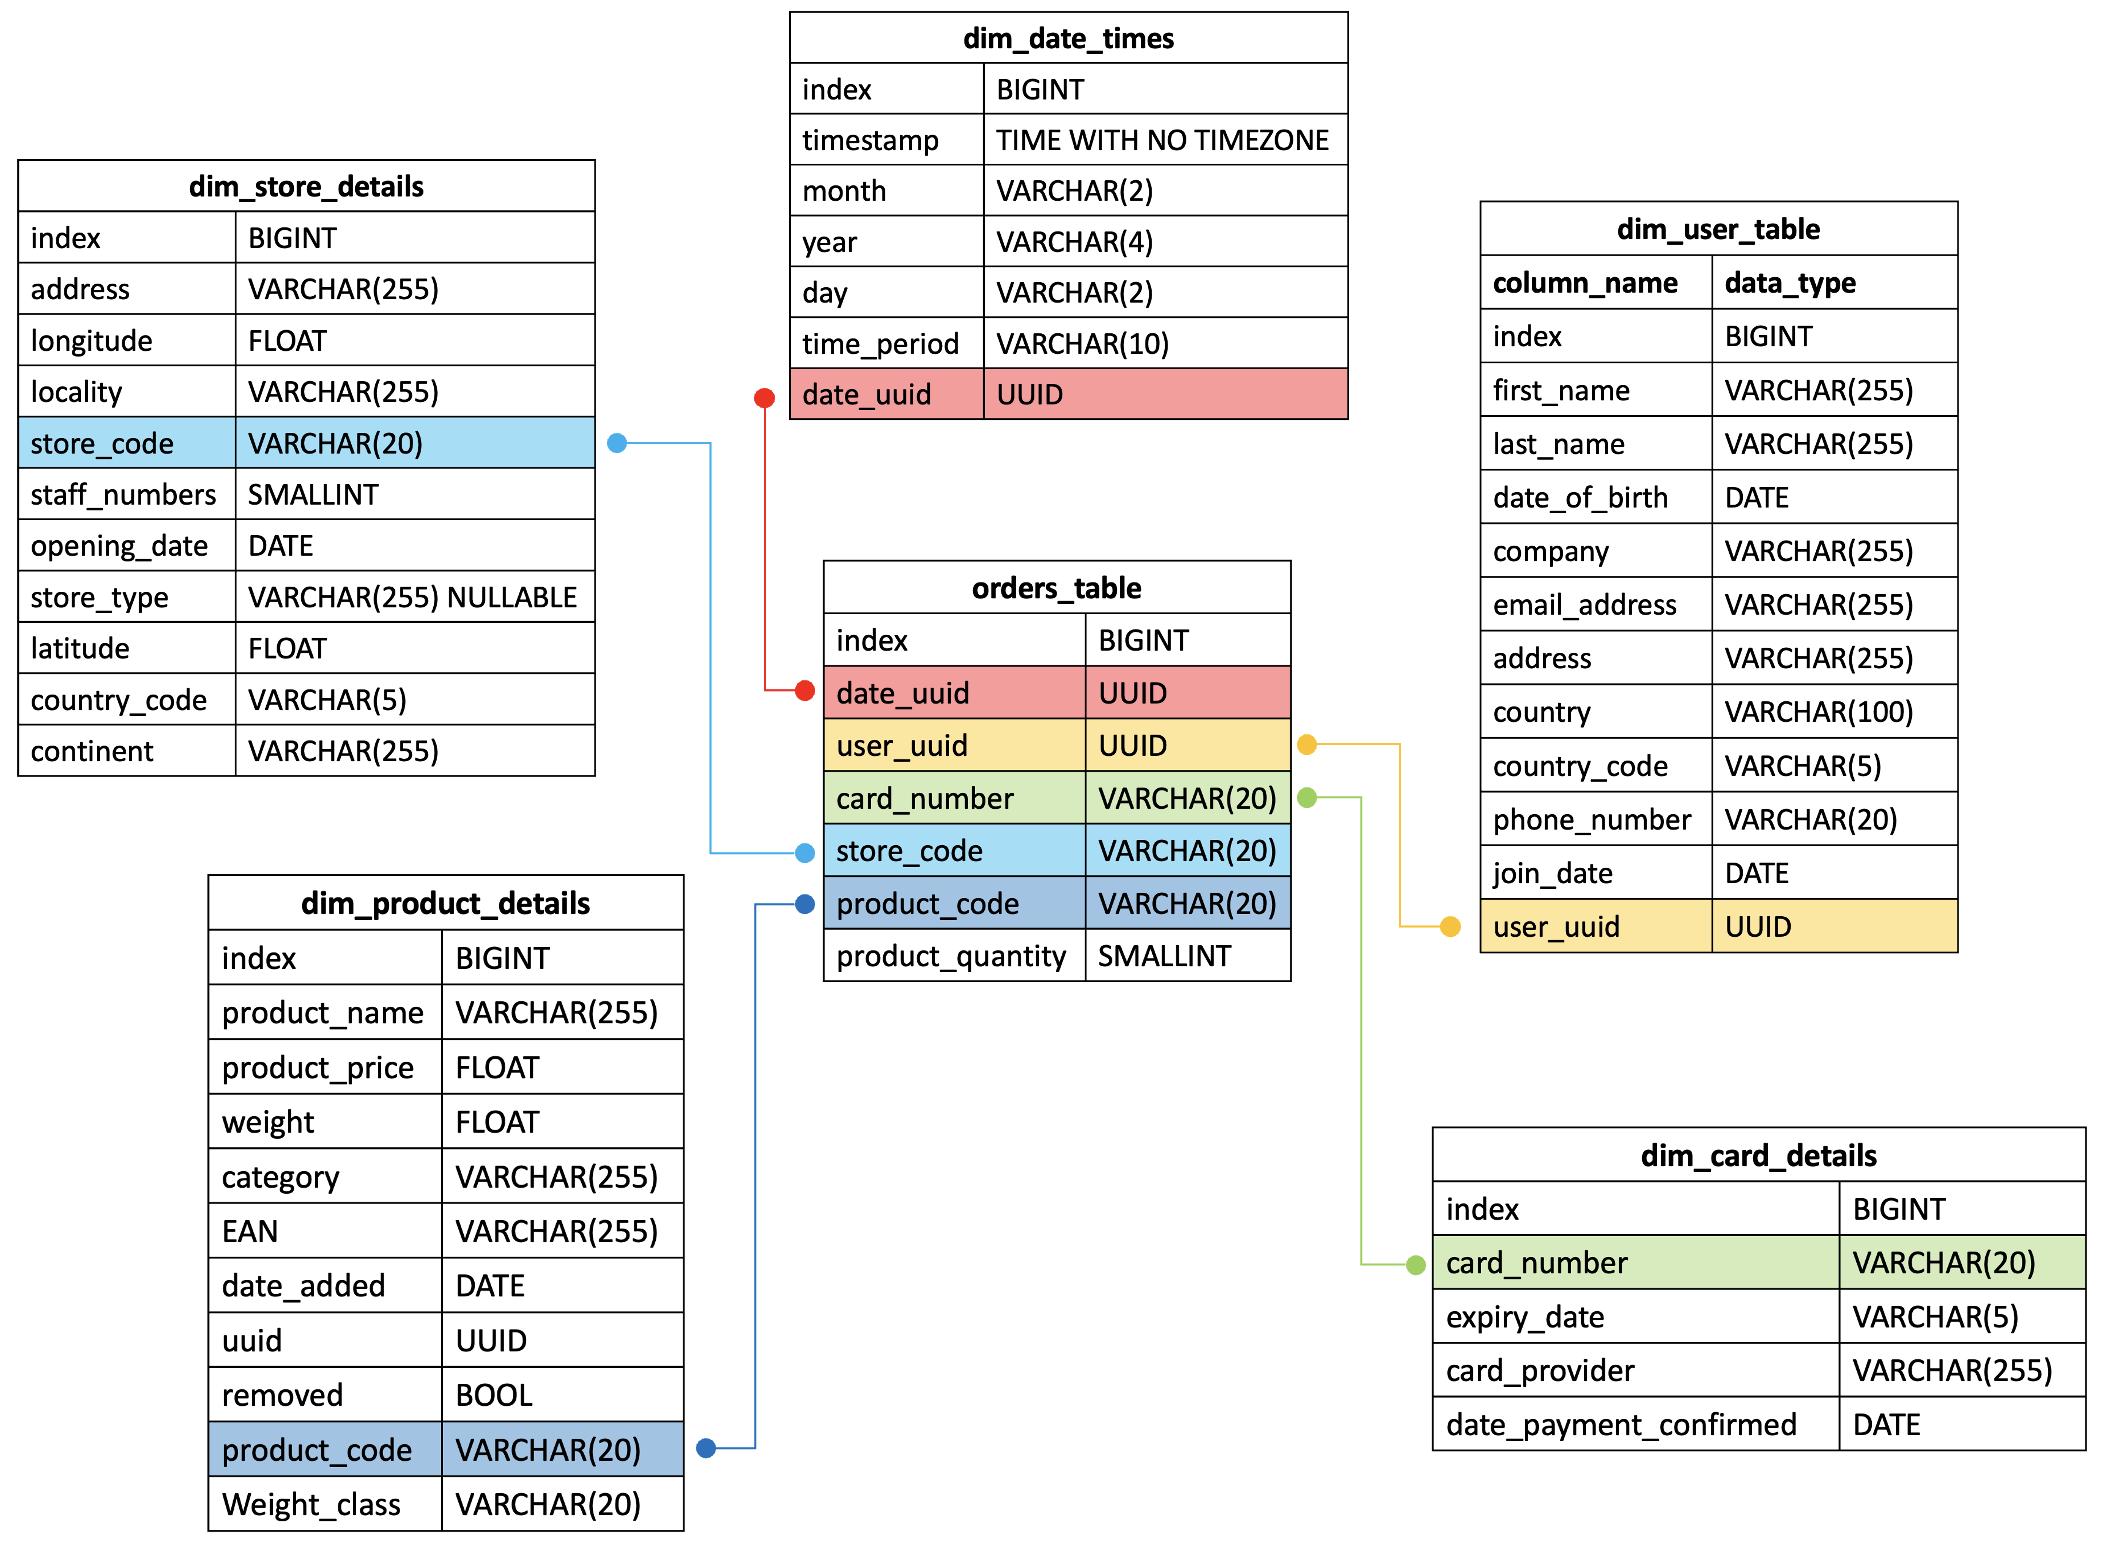 dim_date_times
index BIGINT
timestamp TIME WITH NO TIMEZONE
month VARCHAR(2)
year VARCHAR(4)
day VARCHAR(2)
time_period VARCHAR(10)
date_uuid UUID
dim_store_details
index BIGINT
address VARCHAR(255)
longitude FLOAT
locality VARCHAR(255)
store_code VARCHAR(20)
staff_numbers SMALLINT
opening_date DATE
store_type VARCHAR(255) NULLABLE
latitude FLOAT
country_code VARCHAR(5)
continent VARCHAR(255)
dim_user_table
column_name data_type
index BIGINT
first_name VARCHAR(255)
last_name VARCHAR(255)
date_of_birth DATE
company VARCHAR(255)
email_address VARCHAR(255)
address VARCHAR(255)
country VARCHAR(100)
country_code VARCHAR(5)
phone_number VARCHAR(20)
join_date DATE
user_uuid UUID
orders_table
index BIGINT
date_uuid UUID
user_uuid UUID
card_number VARCHAR(20)
store_code VARCHAR(20)
product_code VARCHAR(20)
product_quantity SMALLINT
dim_product_details
index BIGINT
product_name VARCHAR(255)
product_price FLOAT
weight FLOAT
category VARCHAR(255)
EAN VARCHAR(255)
date_added DATE
uuid UUID
removed BOOL
product_code VARCHAR(20)
Weight_class VARCHAR(20)
dim_card_details
index BIGINT
card_number VARCHAR(20)
expiry_date VARCHAR(5)
card_provider VARCHAR(255)
date_payment_confirmed DATE